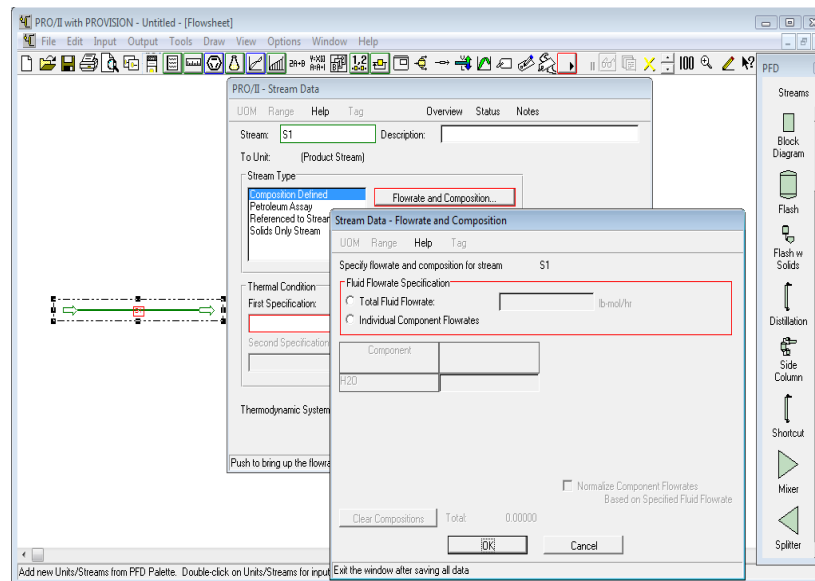 PRO/II with PROVISION - Untitled - [Flowsheet]
File Edit Input Output Tools Draw View Options Window Help
PFD
Streams
Block
Diagram
Flash
Flash w
Solids
Distillation
Side
Column
Shortcut
Mixer
Splitter
PRO/II - Stream Data
UOM Range Help Tag Overview Status Notes
Stream: S1 Description:
To Unit: (Product Stream)
Stream Type
Composition Defined
Petroleum Assay
Referenced to Stream
Solids Only Stream
Flowrate and Composition...
Thermal Condition
First Specification:
Second Specification
Thermodynamic System
Push to bring up the flowra
Stream Data - Flowrate and Composition
UOM Range Help Tag
Specify flowrate and composition for stream S1
Fluid Flowrate Specification
Total Fluid Flowrate: lb-mol/hr
Individual Component Flowrates
Component
H2O
Normalize Component Flowrates
Based on Specified Fluid Flowrate
Clear Compositions Total: 0.00000
OK Cancel
Exit the window after saving all data
S1
Add new Units/Streams from PFD Palette. Double-click on Units/Streams for input